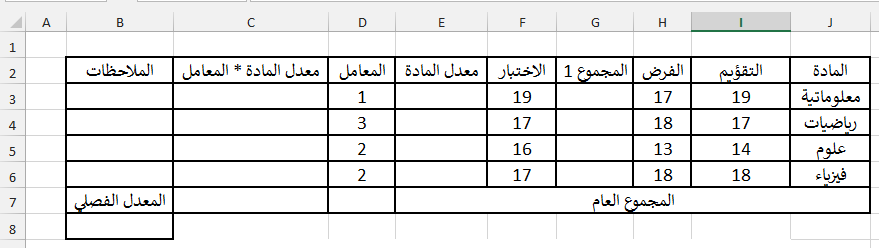 A B C D E F G H I J
1
2 المادة التقؤيم الفرض المجموع 1 الاختبار معدل المادة المعامل معدل المادة * المعامل الملاحظات
3 معلوماتية 19 17 19 1
4 رياضيات 17 18 17 3
5 علوم 14 13 16 2
6 فيزياء 18 18 17 2
7 المجموع العام المعدل الفصلي
8